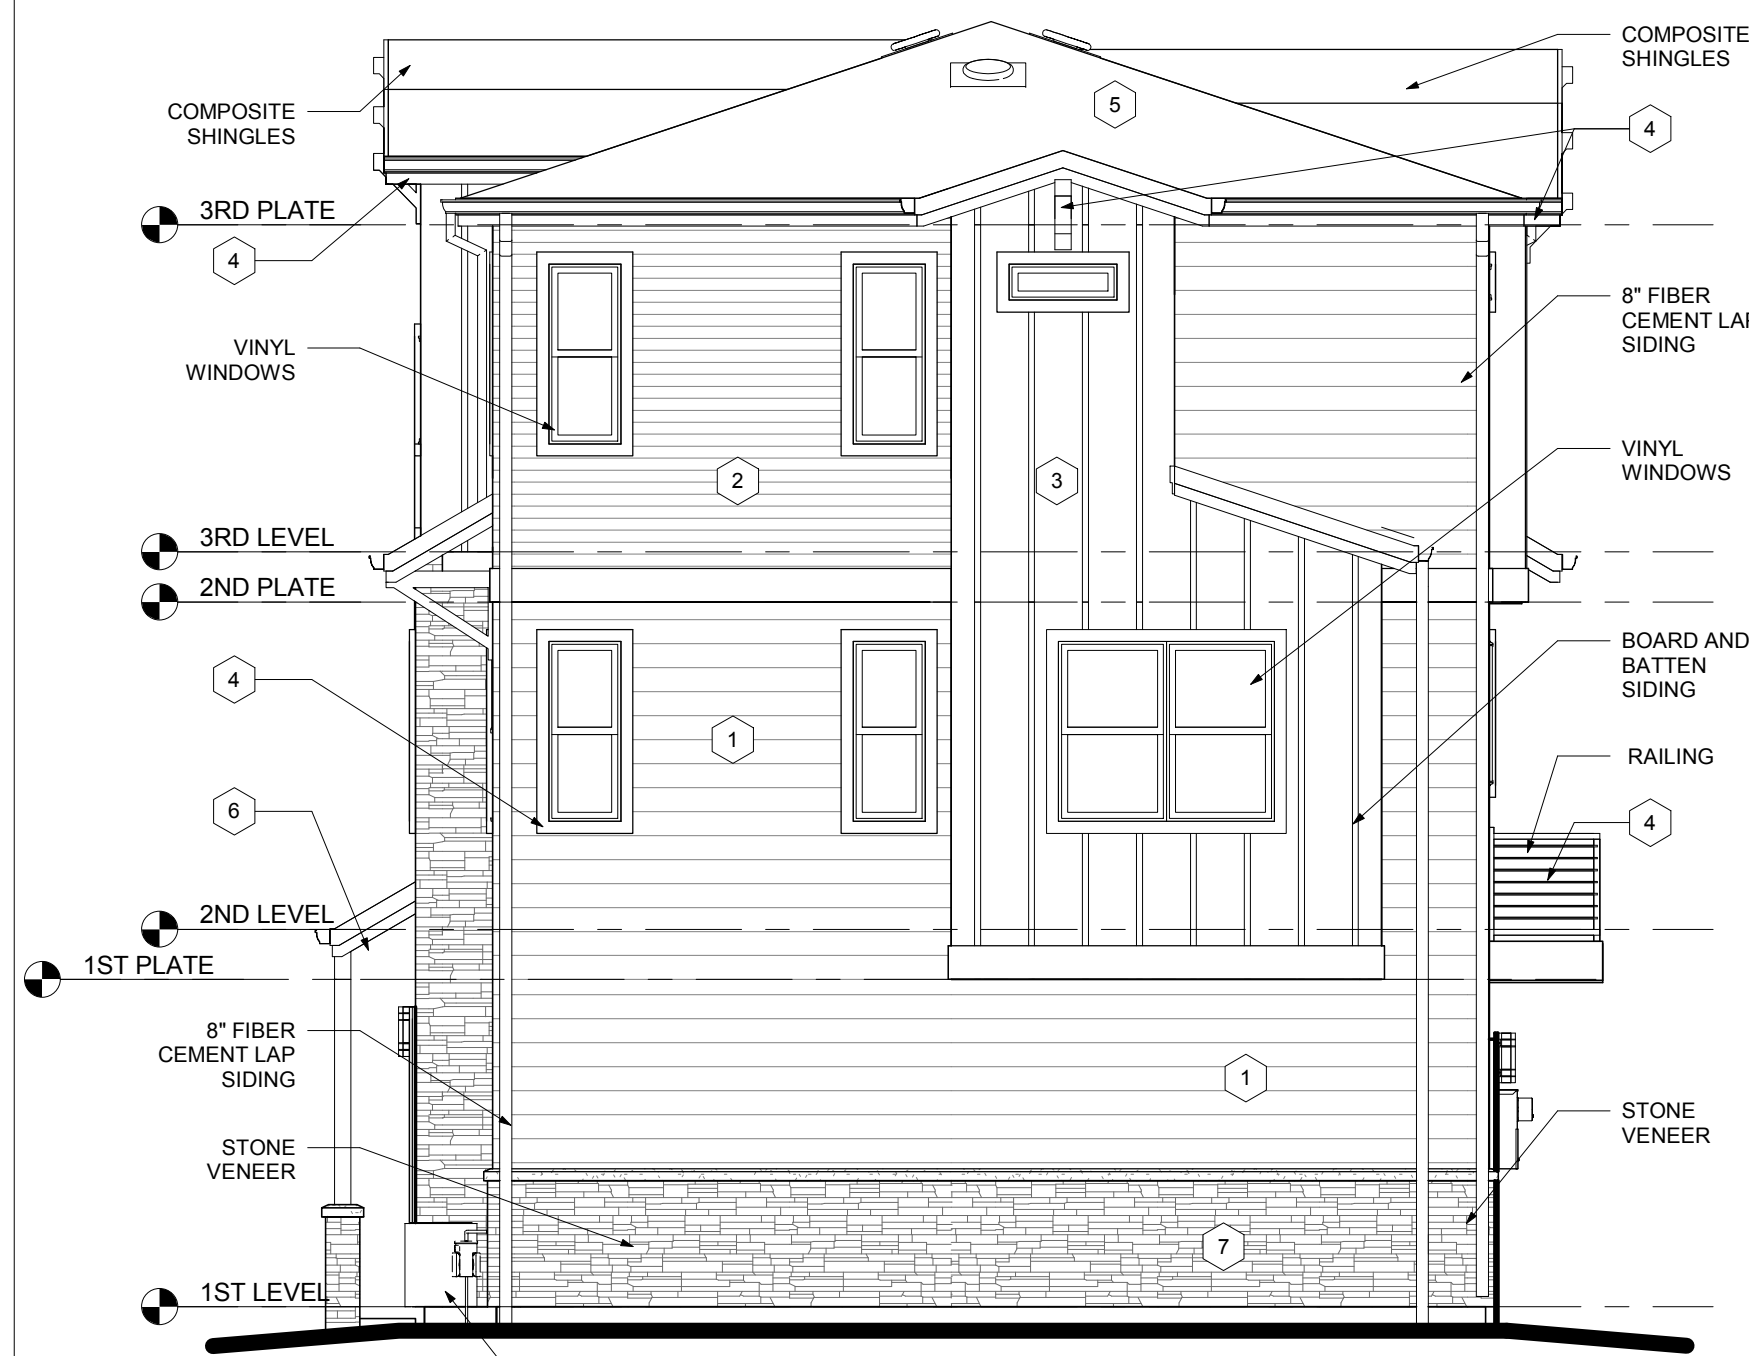 COMPOSITE
SHINGLES
5
4
COMPOSITE
SHINGLES
3RD PLATE
4
8" FIBER
CEMENT LAP
SIDING
VINYL
WINDOWS
VINYL
WINDOWS
2
3
3RD LEVEL
2ND PLATE
BOARD AND
BATTEN
SIDING
4
1
RAILING
6
4
2ND LEVEL
1ST PLATE
8" FIBER
CEMENT LAP
SIDING
1
STONE
VENEER
STONE
VENEER
7
1ST LEVEL